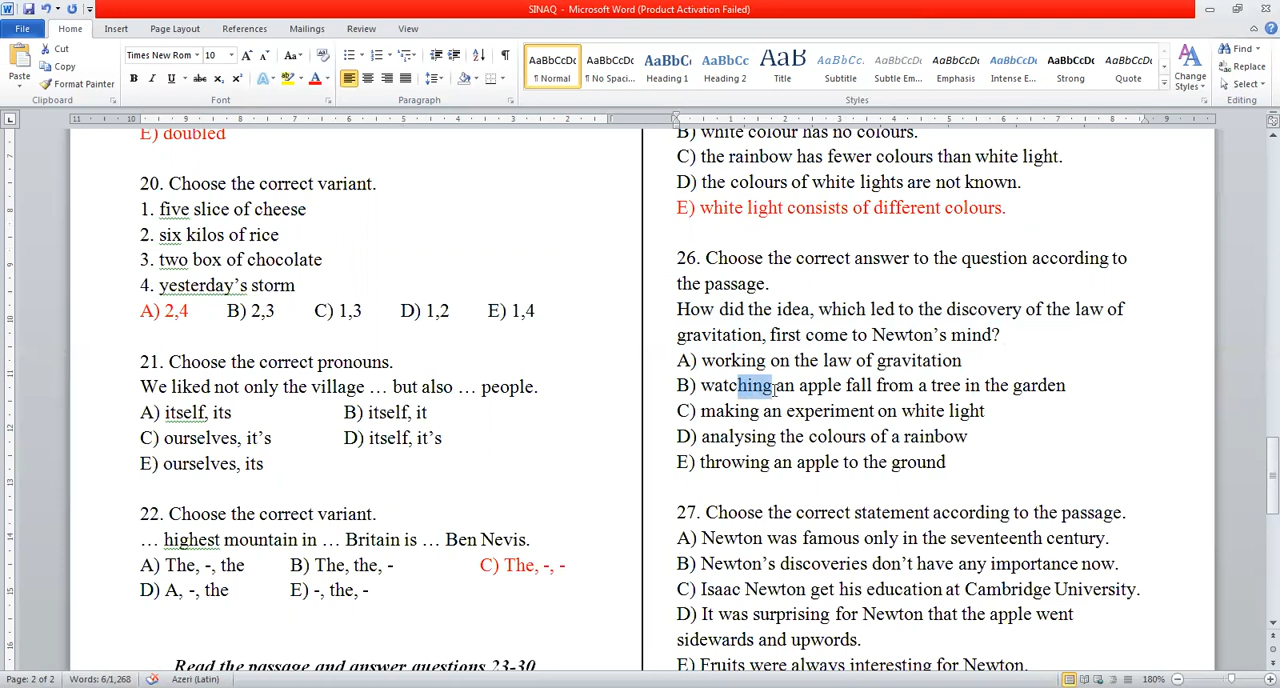 SINAQ - Microsoft Word (Product Activation Failed)
File Home Insert Page Layout References Mailings Review View
Paste
Cut
Copy
Format Painter
Clipboard
Times New Rom 10
Font
Paragraph
AaBbCcDc AaBbCcDc AaBbC AaBbCc AaB AaBbCc. AaBbCcDc AaBbCcDc AaBbCcDc AaBbCcDc AaBbCcDc
¶ Normal ¶ No Spaci... Heading 1 Heading 2 Title Subtitle Subtle Em... Emphasis Intense E... Strong Quote
Styles
Change Styles
Find
Replace
Select
Editing
E) doubled
20. Choose the correct variant.
1. five slice of cheese
2. six kilos of rice
3. two box of chocolate
4. yesterday's storm
A) 2,4 B) 2,3 C) 1,3 D) 1,2 E) 1,4
21. Choose the correct pronouns.
We liked not only the village … but also … people.
A) itself, its B) itself, it
C) ourselves, it's D) itself, it's
E) ourselves, its
22. Choose the correct variant.
… highest mountain in … Britain is … Ben Nevis.
A) The, -, the B) The, the, - C) The, -, -
D) A, -, the E) -, the, -
Read the passage and answer questions 23-30
B) white colour has no colours.
C) the rainbow has fewer colours than white light.
D) the colours of white lights are not known.
E) white light consists of different colours.
26. Choose the correct answer to the question according to
the passage.
How did the idea, which led to the discovery of the law of
gravitation, first come to Newton's mind?
A) working on the law of gravitation
B) watching an apple fall from a tree in the garden
C) making an experiment on white light
D) analysing the colours of a rainbow
E) throwing an apple to the ground
27. Choose the correct statement according to the passage.
A) Newton was famous only in the seventeenth century.
B) Newton's discoveries don't have any importance now.
C) Isaac Newton get his education at Cambridge University.
D) It was surprising for Newton that the apple went
sidewards and upwords.
E) Fruits were always interesting for Newton.
Page: 2 of 2 Words: 6/1,268 Azeri (Latin) 180%